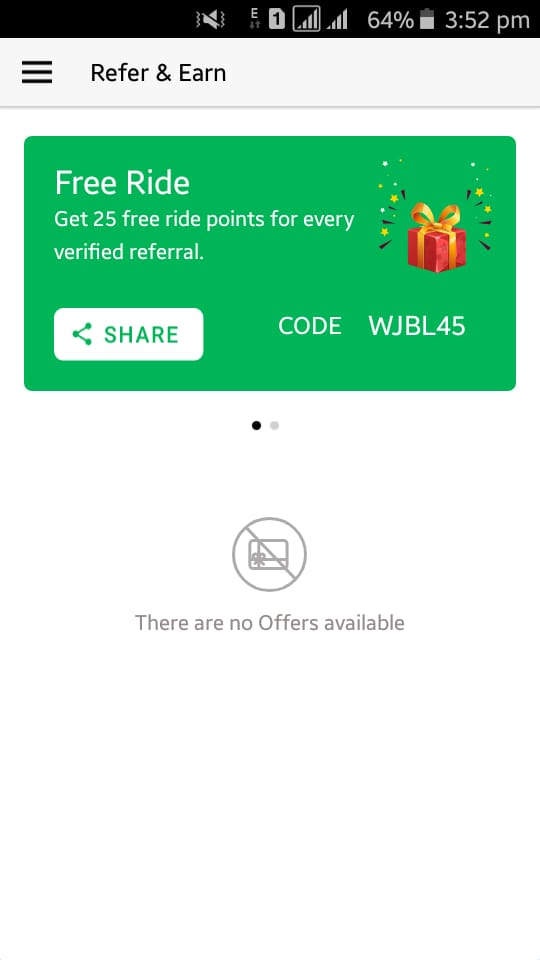 E 1 64% 3:52 pm
Refer & Earn
Free Ride
Get 25 free ride points for every
verified referral.
SHARE CODE WJBL45
There are no Offers available